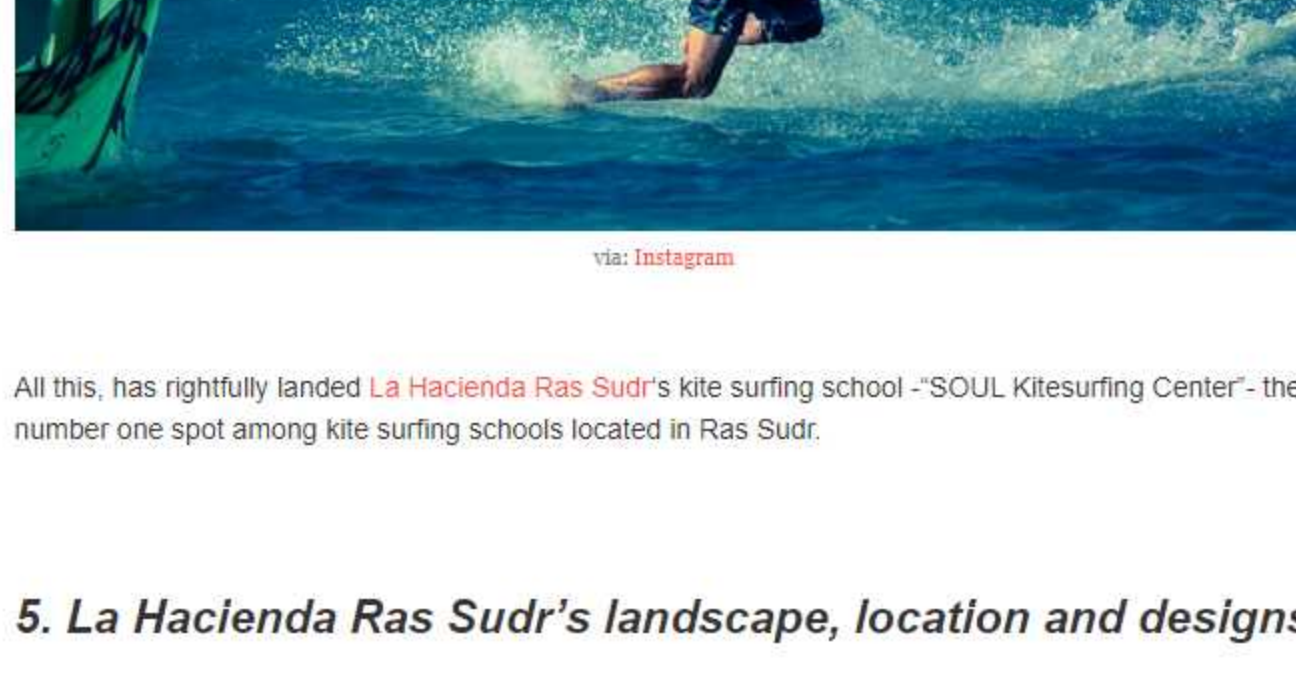 via: Instagram
All this, has rightfully landed La Hacienda Ras Sudr's kite surfing school -“SOUL Kitesurfing Center”- the
number one spot among kite surfing schools located in Ras Sudr.
5. La Hacienda Ras Sudr’s landscape, location and designs